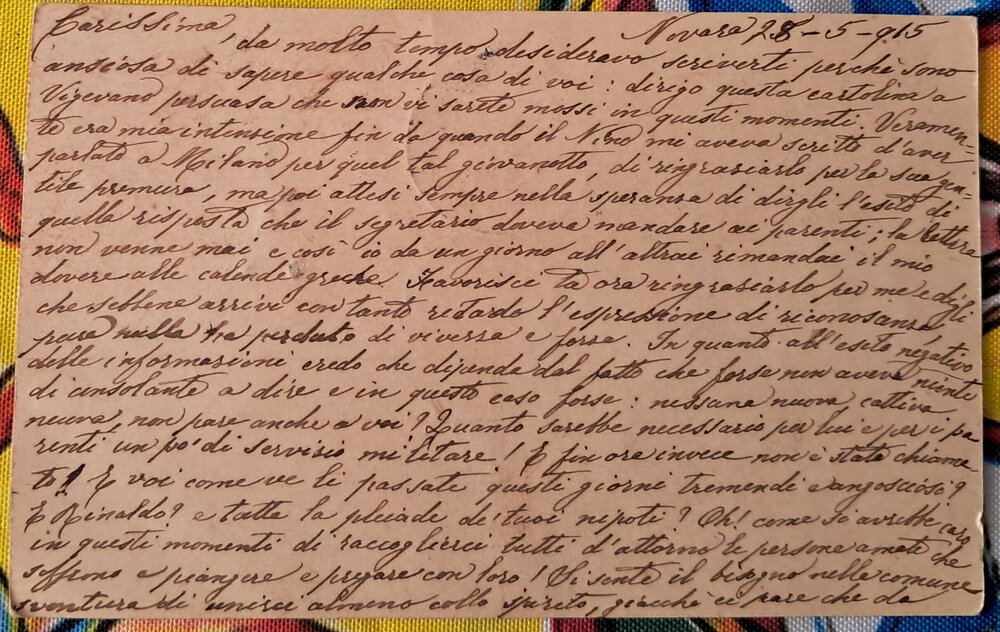 Novara 28-5-915
Carissima,
da molto tempo desideravo scriverti perchè sono
ansiosa di sapere qualche cosa di voi: dirigo questa cartolina a
Vigevano persuasa che non vi sarete mossi in questi momenti. Veramen-
te era mia intensione fin da quando il Nino mi aveva scritto d'aver
parlato a Milano per quel tal giovanotto, di ringraziarlo per la sua gen-
tile premura, ma poi attesi sempre nella speranza di dirgli l'esito di
quella risposta che il segretario doveva mandare ai parenti; la lettera
non venne mai e così io da un giorno all'altro rimandai il mio
dovere alle calende greche. Favorisci tu ora ringraziarlo per me e digli
che sebbene arrivi con tanto ritardo l'espressione di riconosanza
pure nulla ha perduto di viverza e forza. In quanto all'esito negativo
delle informazioni credo che dipenda dal fatto che forse non aveva niente
di consolante a dire e in questo caso forse: nessuna nuova, cattiva
nuova, non pare anche a voi? Quanto sarebbe necessario per lui e per i pa
renti un po' di servizio militare! E fin ora invece non è stato chiama-
to! E voi come ve li passate questi giorni tremendi e angosciosi?
E Rinaldo? e tutta la pleiade de' tuoi nipoti? Oh! come si avrebbe caro
in questi momenti di raccoglierci tutti d'attorno le persone amate che
soffrono e piangere e pregare con loro! Si sente il bisogno nella comune
sventura di unirci almeno collo spirito, giacchè ci pare che da